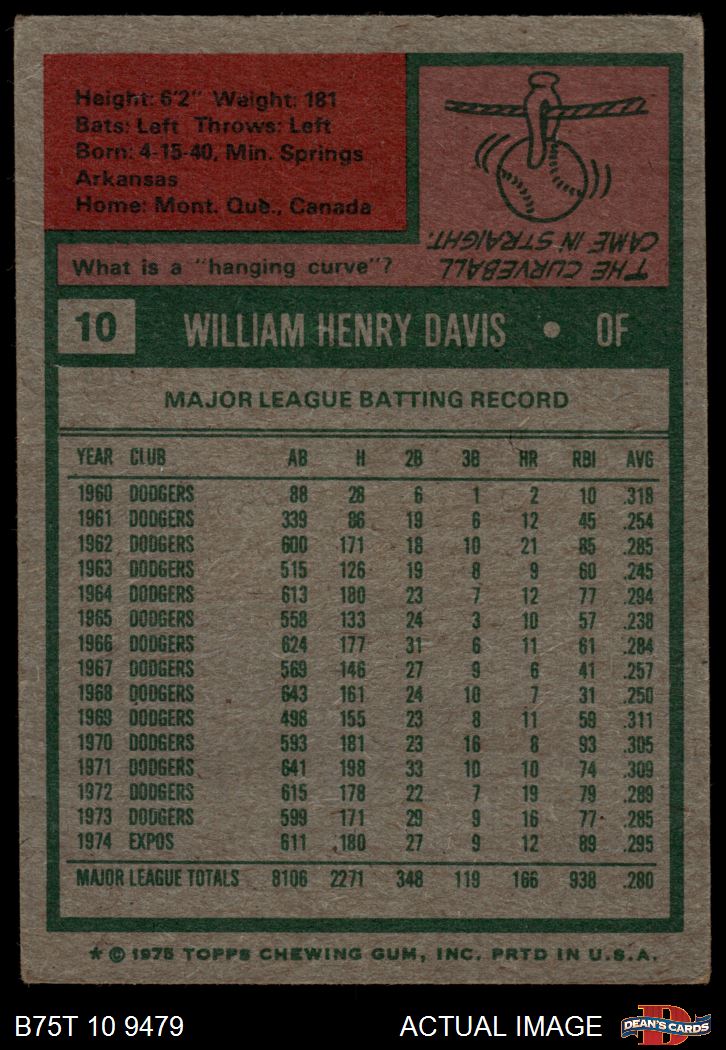 Height: 6'2" Weight: 181
Bats: Left Throws: Left
Born: 4-15-40, Min. Springs
Arkansas
Home: Mont. Que., Canada
What is a "hanging curve"?
THE CURVEBALL
CAME IN STRAIGHT.
10 WILLIAM HENRY DAVIS • OF
MAJOR LEAGUE BATTING RECORD
YEAR CLUB AB H 2B 3B HR RBI AVG
1960 DODGERS 88 28 6 1 2 10 .318
1961 DODGERS 339 86 19 6 12 45 .254
1962 DODGERS 600 171 18 10 21 85 .285
1963 DODGERS 515 126 19 8 9 60 .245
1964 DODGERS 613 180 23 7 12 77 .294
1965 DODGERS 558 133 24 3 10 57 .238
1966 DODGERS 624 177 31 6 11 61 .284
1967 DODGERS 569 146 27 9 6 41 .257
1968 DODGERS 643 161 24 10 7 31 .250
1969 DODGERS 498 155 23 8 11 59 .311
1970 DODGERS 593 181 23 16 8 93 .305
1971 DODGERS 641 198 33 10 10 74 .309
1972 DODGERS 615 178 22 7 19 79 .289
1973 DODGERS 599 171 29 9 16 77 .285
1974 EXPOS 611 180 27 9 12 89 .295
MAJOR LEAGUE TOTALS 8106 2271 348 119 166 938 .280
* © 1975 TOPPS CHEWING GUM, INC. PRTD IN U.S.A.
B75T 10 9479 ACTUAL IMAGE
D
DEAN'S CARDS